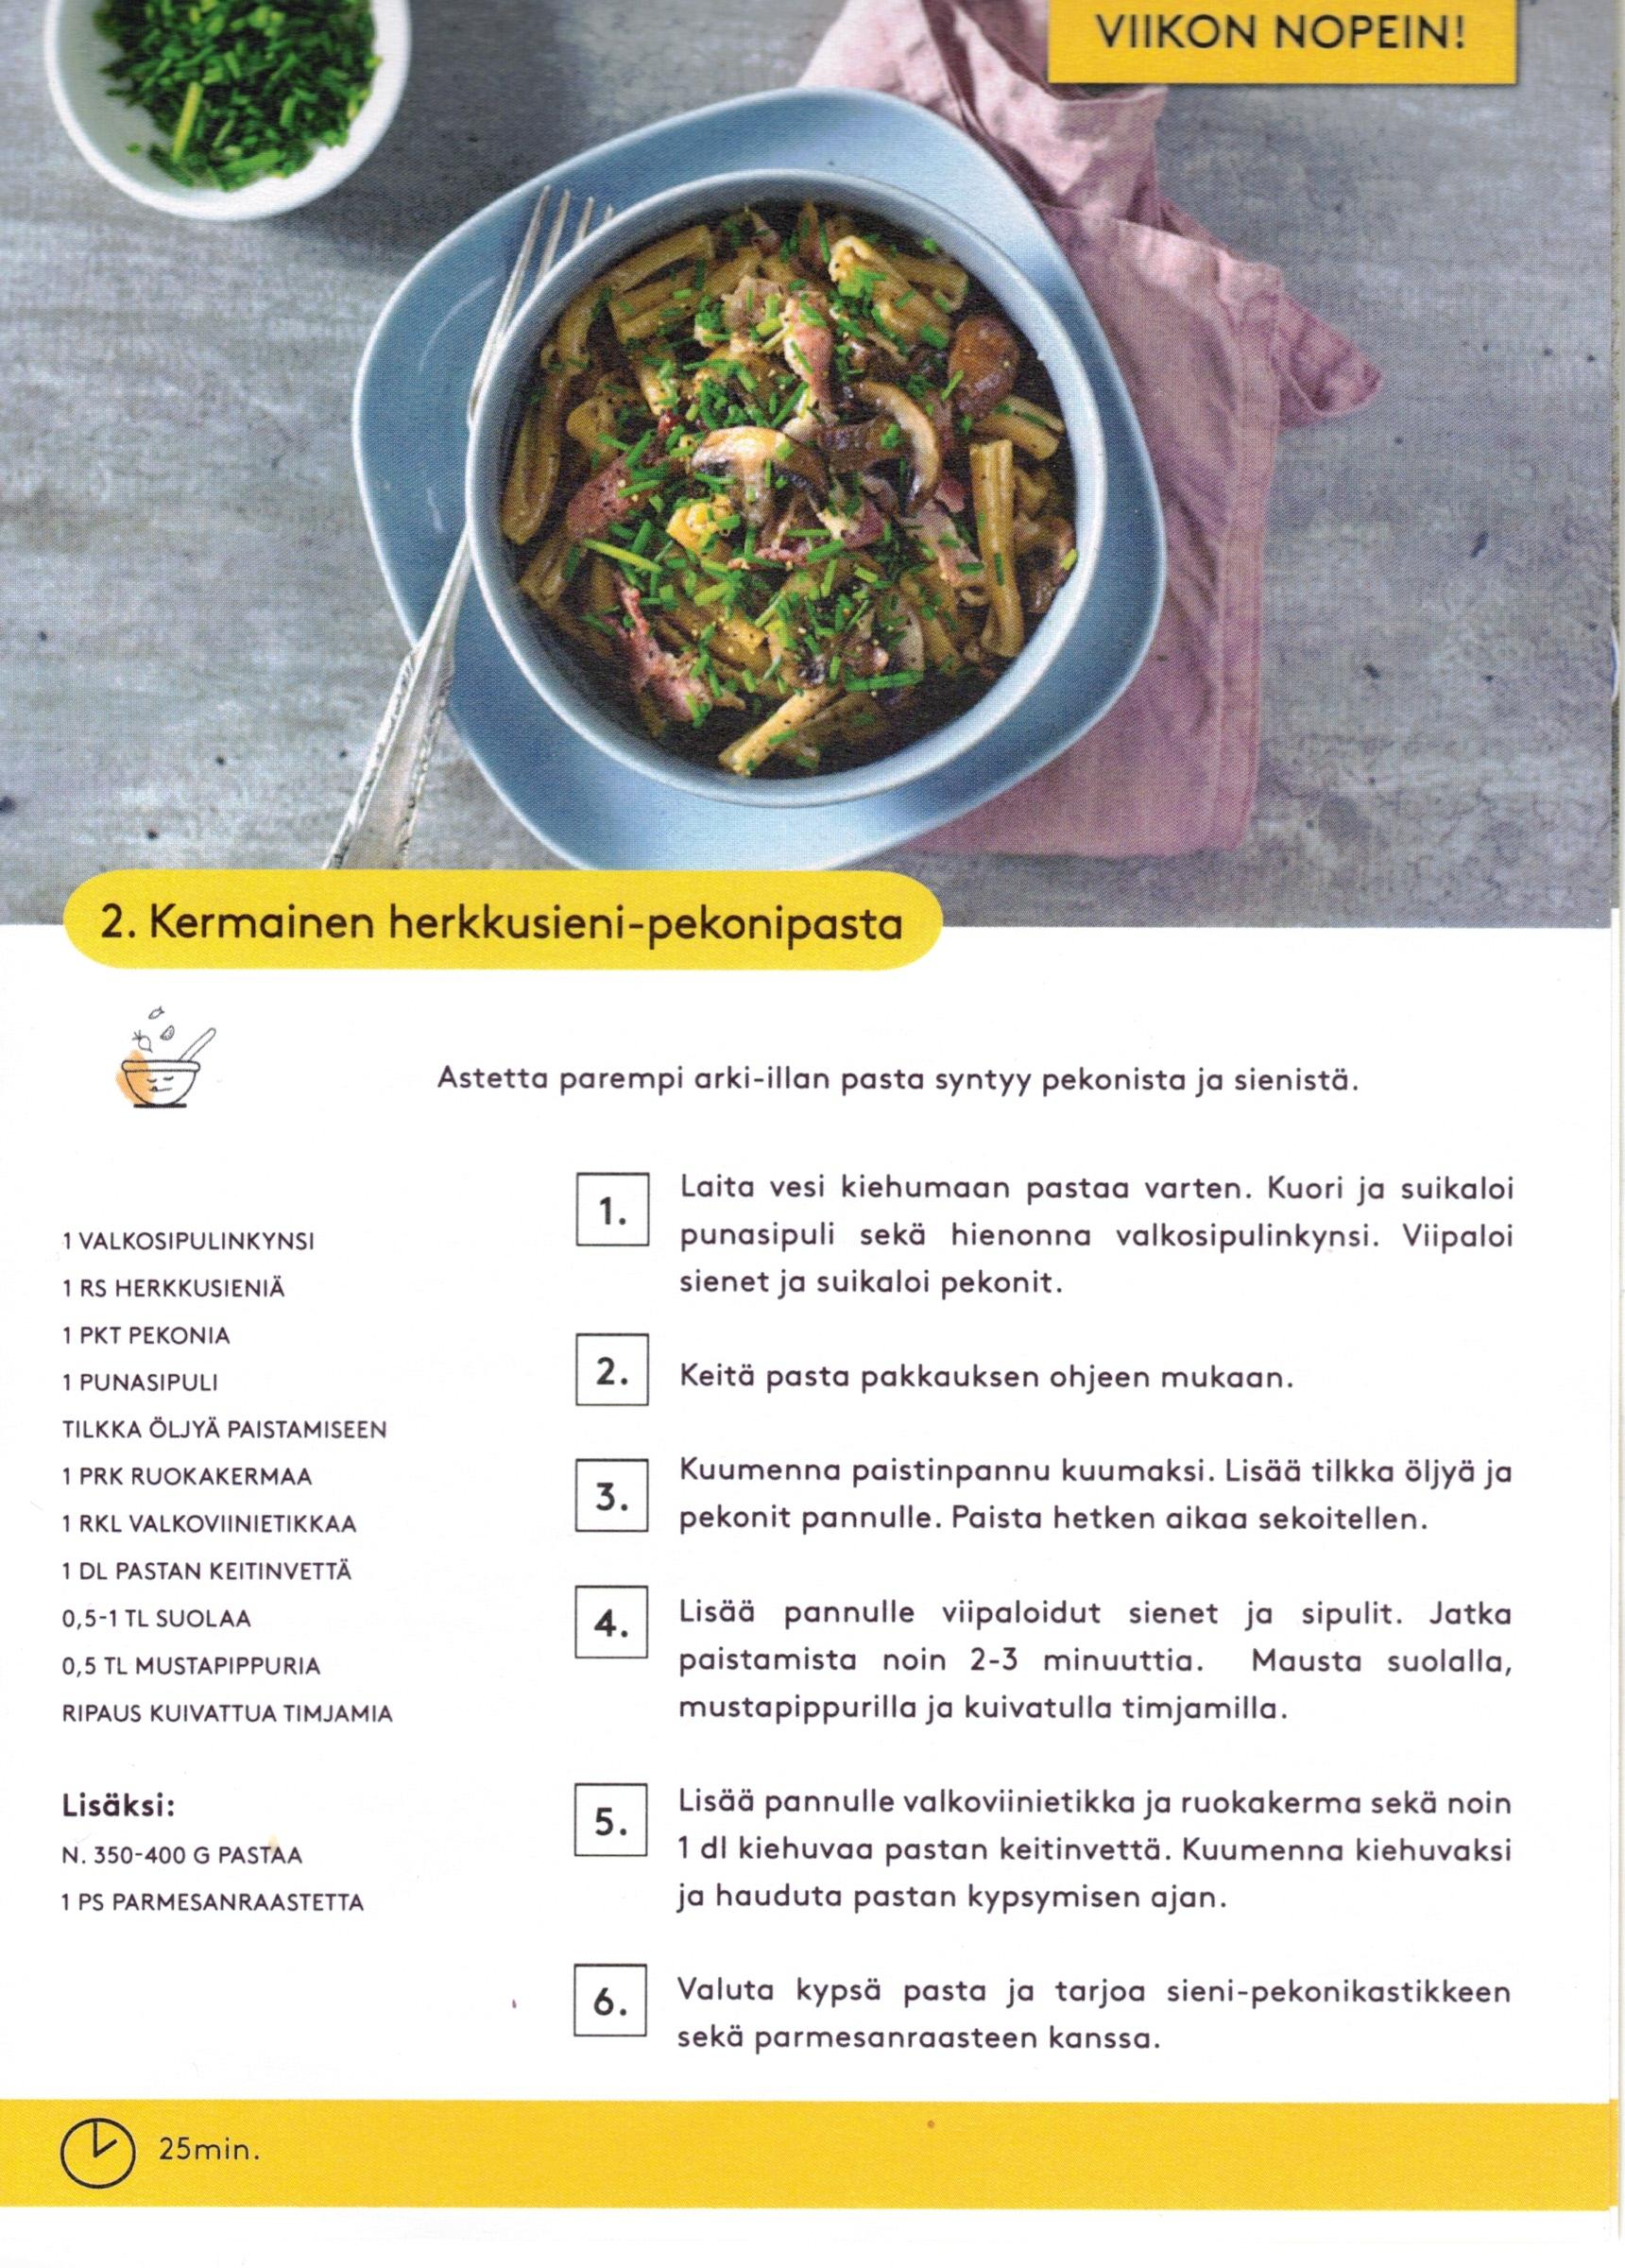 VIIKON NOPEIN!
2. Kermainen herkkusieni-pekonipasta
Astetta parempi arki-illan pasta syntyy pekonista ja sienistä.
1 VALKOSIPULINKYNSI
1 RS HERKKUSIENIÄ
1 PKT PEKONIA
1 PUNASIPULI
TILKKA ÖLJYÄ PAISTAMISEEN
1 PRK RUOKAKERMAA
1 RKL VALKOVIINIETIKKAA
1 DL PASTAN KEITINVETTÄ
0,5-1 TL SUOLAA
0,5 TL MUSTAPIPPURIA
RIPAUS KUIVATTUA TIMJAMIA
Lisäksi:
N. 350-400 G PASTAA
1 PS PARMESANRAASTETTA
1.
Laita vesi kiehumaan pastaa varten. Kuori ja suikaloi
punasipuli sekä hienonna valkosipulinkynsi. Viipaloi
sienet ja suikaloi pekonit.
2.
Keitä pasta pakkauksen ohjeen mukaan.
3.
Kuumenna paistinpannu kuumaksi. Lisää tilkka öljyä ja
pekonit pannulle. Paista hetken aikaa sekoitellen.
4.
Lisää pannulle viipaloidut sienet ja sipulit. Jatka
paistamista noin 2-3 minuuttia. Mausta suolalla,
mustapippurilla ja kuivatulla timjamilla.
5.
Lisää pannulle valkoviinietikka ja ruokakerma sekä noin
1 dl kiehuvaa pastan keitinvettä. Kuumenna kiehuvaksi
ja hauduta pastan kypsymisen ajan.
6.
Valuta kypsä pasta ja tarjoa sieni-pekonikastikkeen
sekä parmesanraasteen kanssa.
25min.